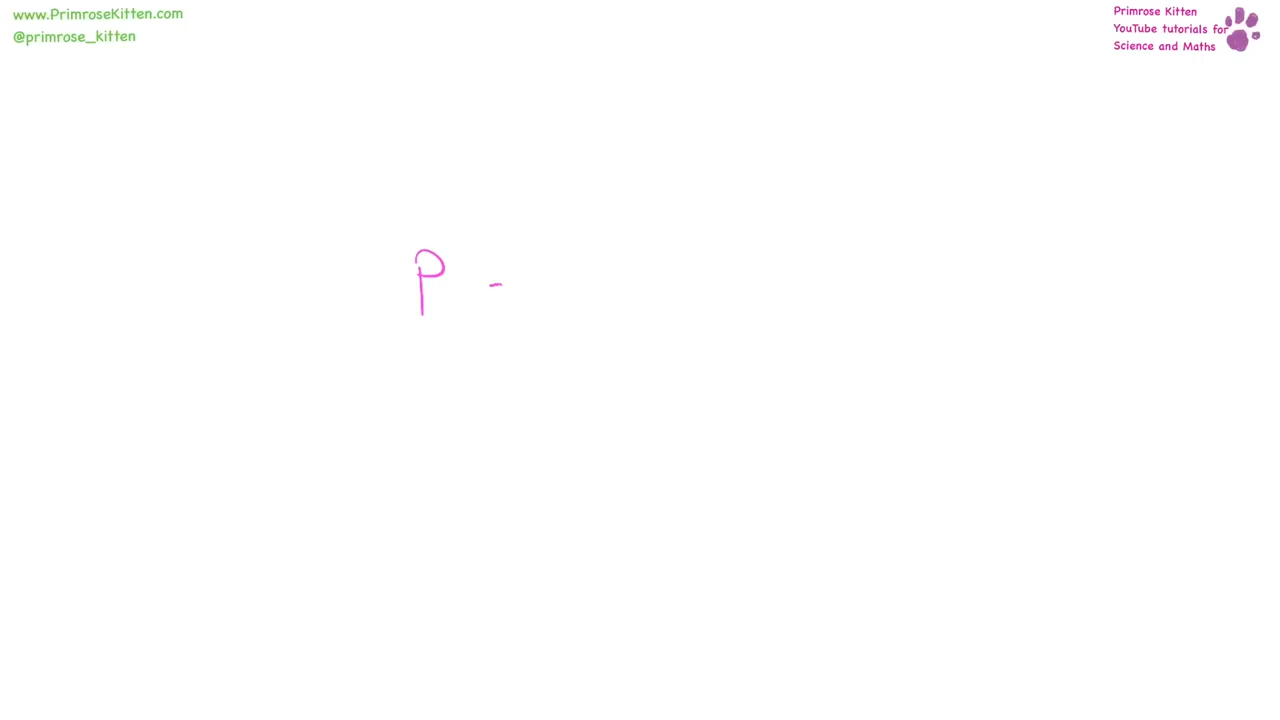 www.PrimroseKitten.com
@primrose_kitten
Primrose Kitten
YouTube tutorials for
Science and Maths
P -